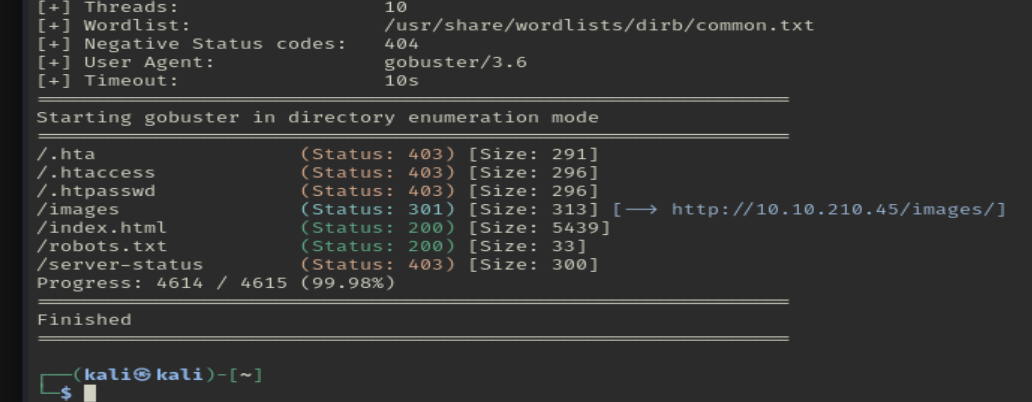 [+] Threads:                 10
[+] Wordlist:                /usr/share/wordlists/dirb/common.txt
[+] Negative Status codes:   404
[+] User Agent:              gobuster/3.6
[+] Timeout:                 10s
Starting gobuster in directory enumeration mode
/.hta                 (Status: 403) [Size: 291]
/.htaccess            (Status: 403) [Size: 296]
/.htpasswd            (Status: 403) [Size: 296]
/images               (Status: 301) [Size: 313] [--> http://10.10.210.45/images/]
/index.html           (Status: 200) [Size: 5439]
/robots.txt           (Status: 200) [Size: 33]
/server-status        (Status: 403) [Size: 300]
Progress: 4614 / 4615 (99.98%)
Finished
┌──(kali㉿kali)-[~]
└─$